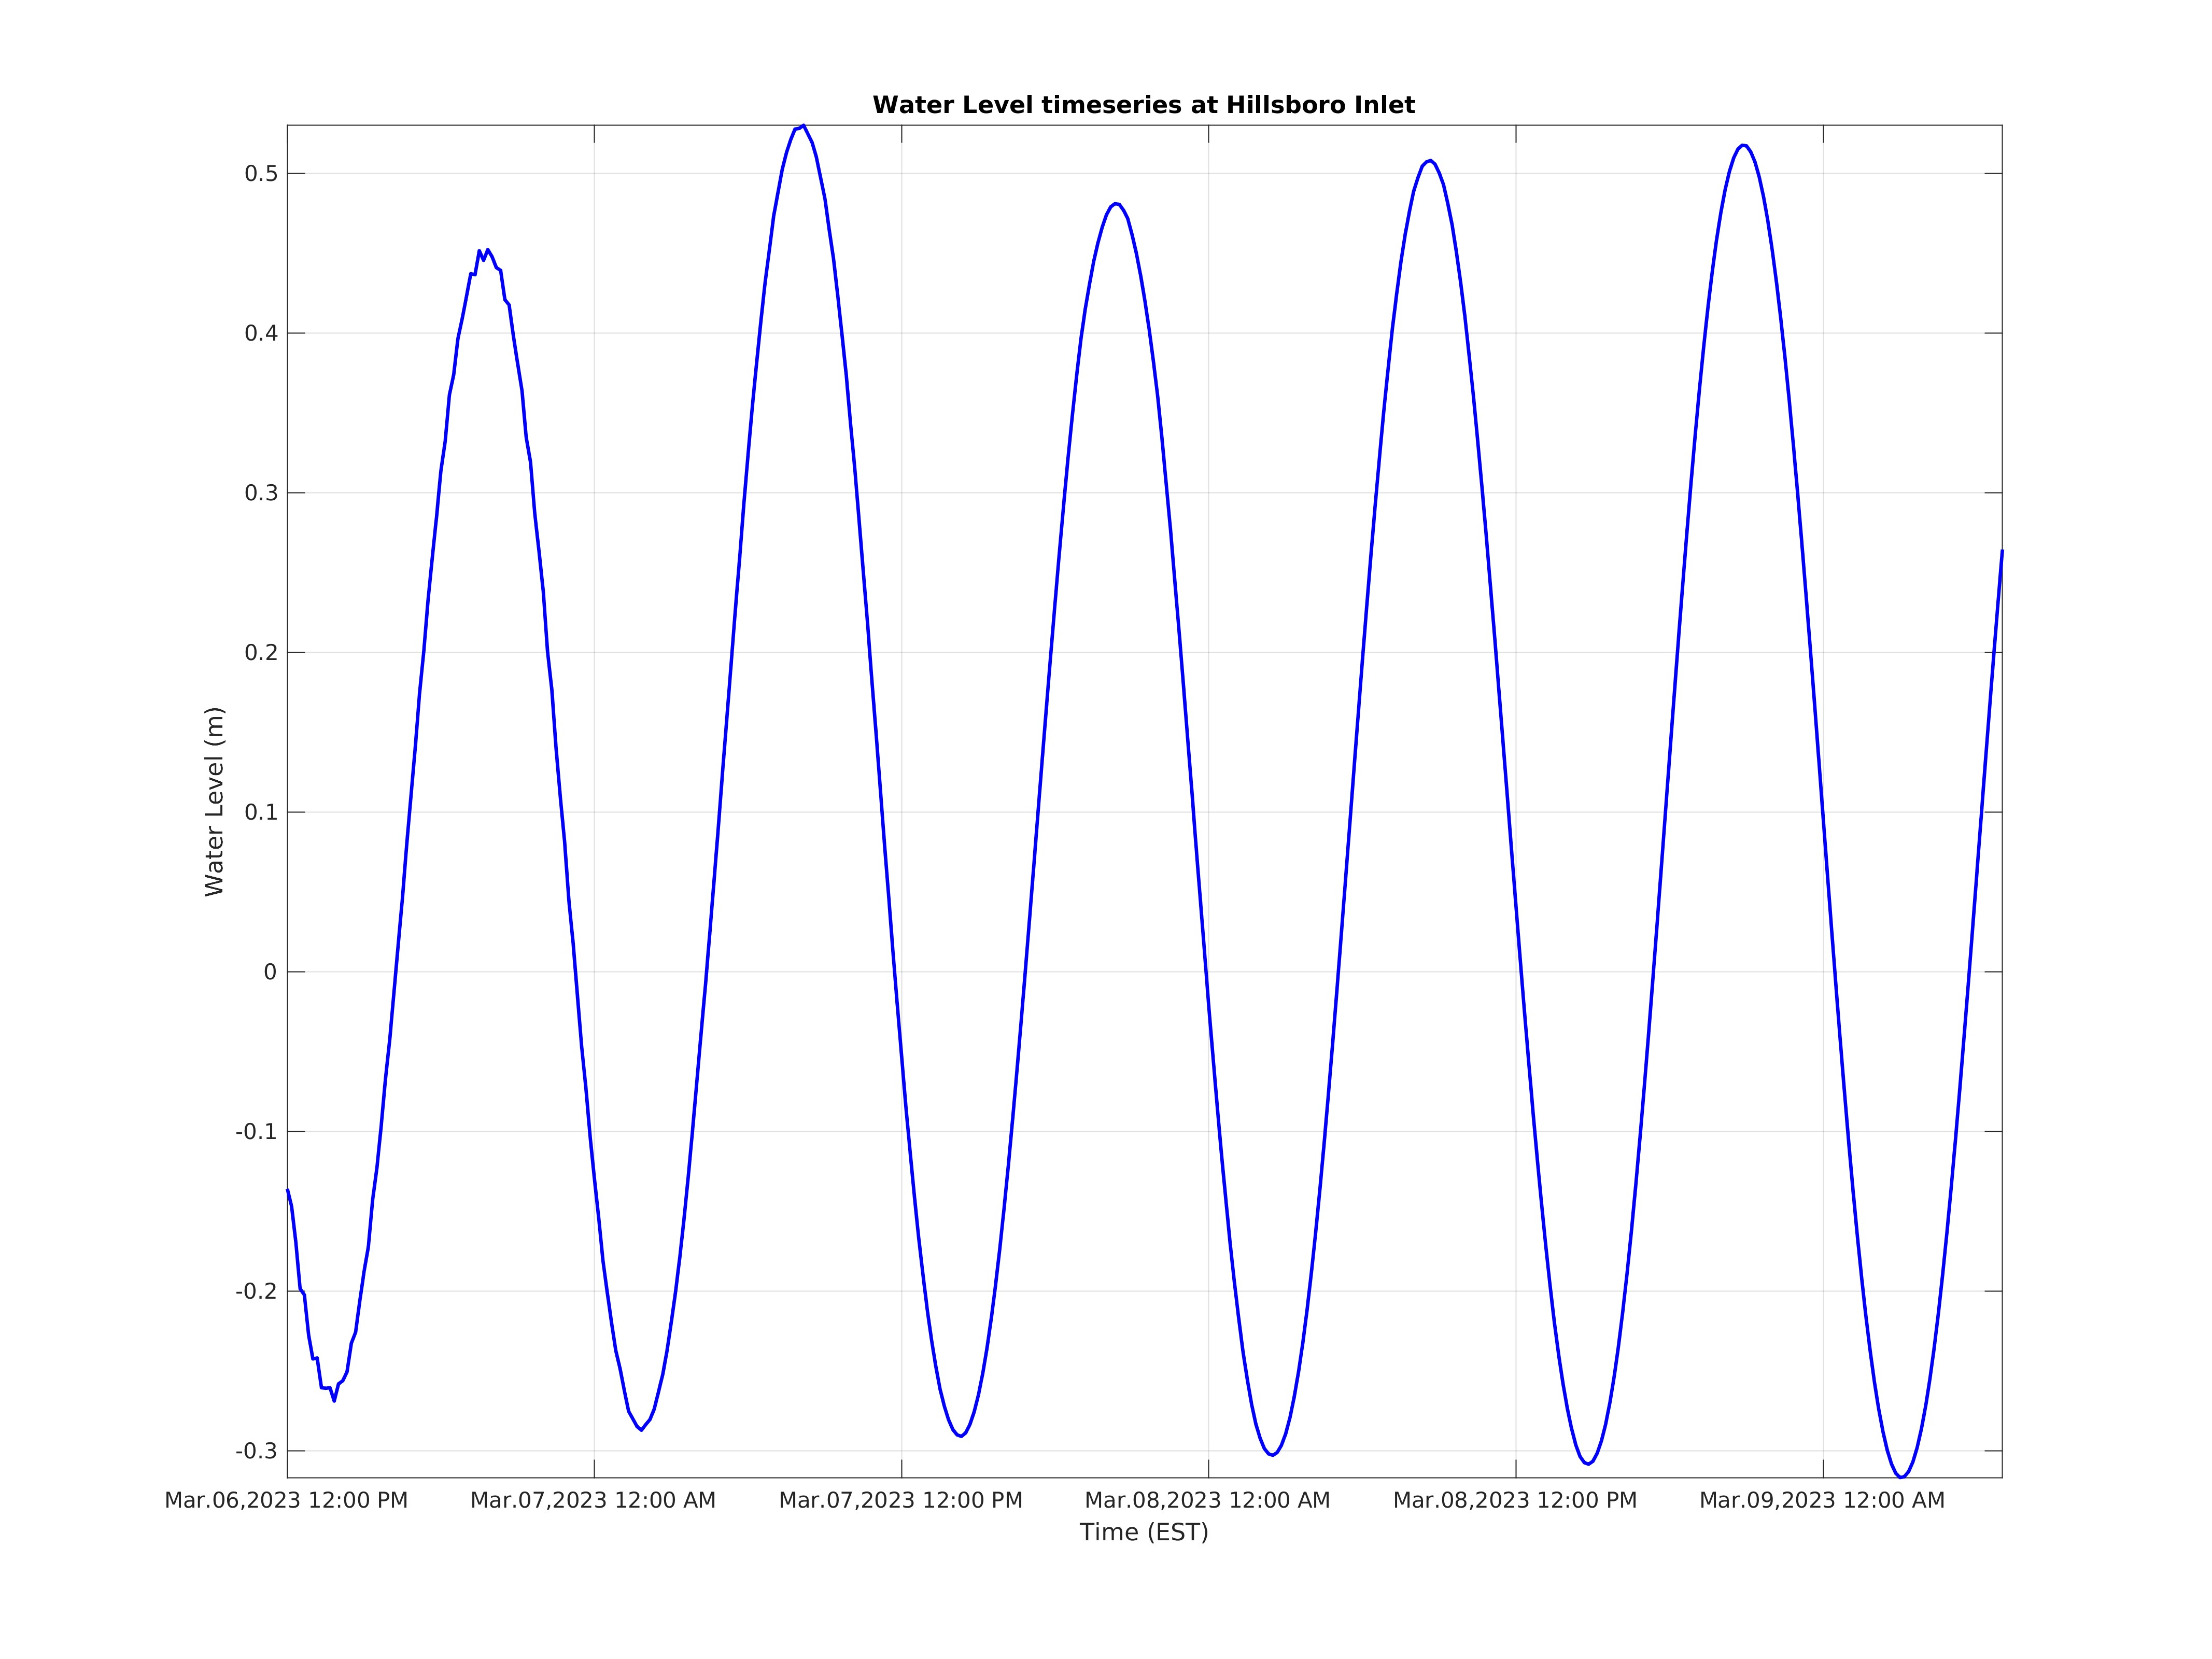 Water Level timeseries at Hillsboro Inlet
0.5
0.4
0.3
0.2
0.1
0
-0.1
-0.2
-0.3
Water Level (m)
Mar.06,2023 12:00 PM Mar.07,2023 12:00 AM Mar.07,2023 12:00 PM Mar.08,2023 12:00 AM Mar.08,2023 12:00 PM Mar.09,2023 12:00 AM
Time (EST)